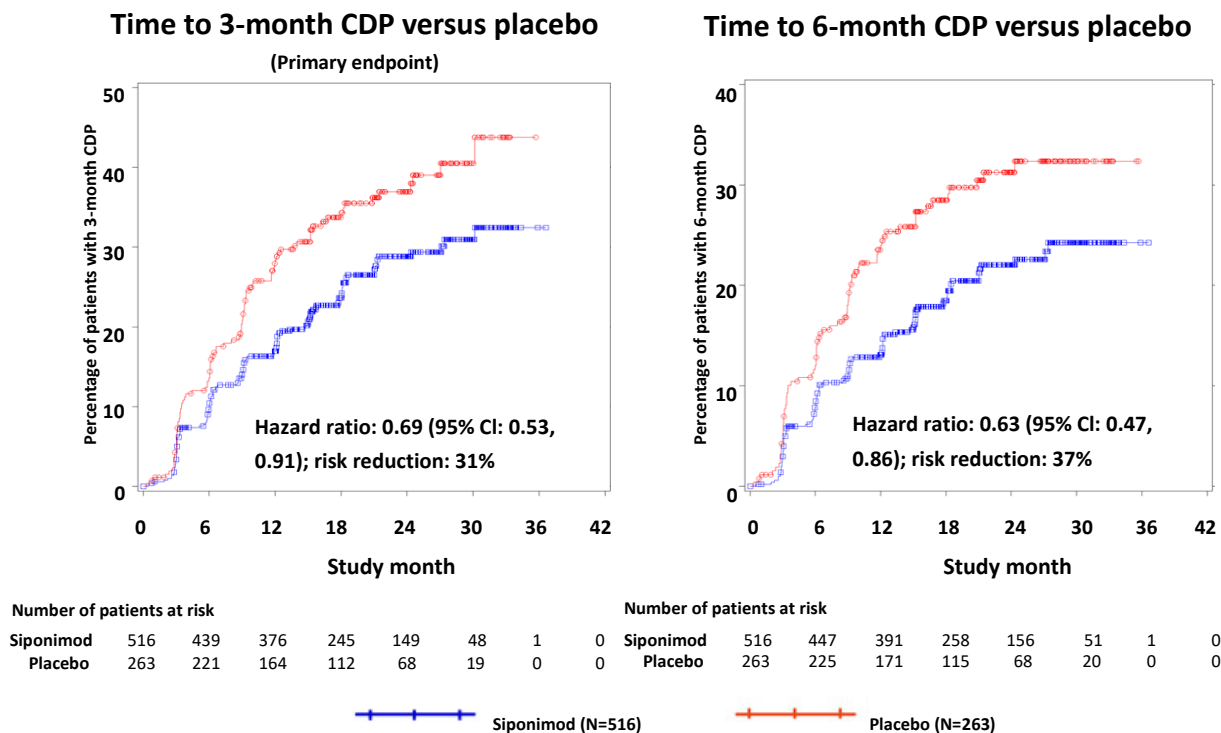 Time to 3-month CDP versus placebo
(Primary endpoint)
Percentage of patients with 3-month CDP
50
40
30
20
10
0
Hazard ratio: 0.69 (95% Cl: 0.53,
0.91); risk reduction: 31%
0 6 12 18 24 30 36 42
Study month
Number of patients at risk
Siponimod 516 439 376 245 149 48 1 0
Placebo 263 221 164 112 68 19 0 0
Time to 6-month CDP versus placebo
Percentage of patients with 6-month CDP
40
30
20
10
0
Hazard ratio: 0.63 (95% Cl: 0.47,
0.86); risk reduction: 37%
0 6 12 18 24 30 36 42
Study month
Number of patients at risk
Siponimod 516 447 391 258 156 51 1 0
Placebo 263 225 171 115 68 20 0 0
Siponimod (N=516)
Placebo (N=263)